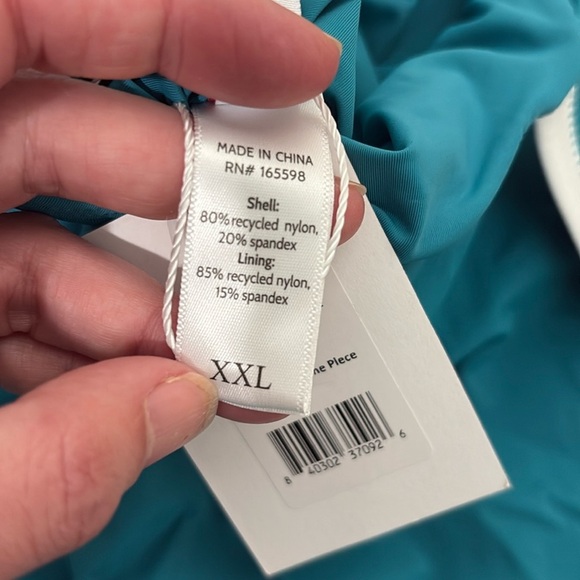 MADE IN CHINA
RN# 165598
Shell:
80% recycled nylon,
20% spandex
Lining:
85% recycled nylon,
15% spandex
XXL
Piece
8 40302 37092 6